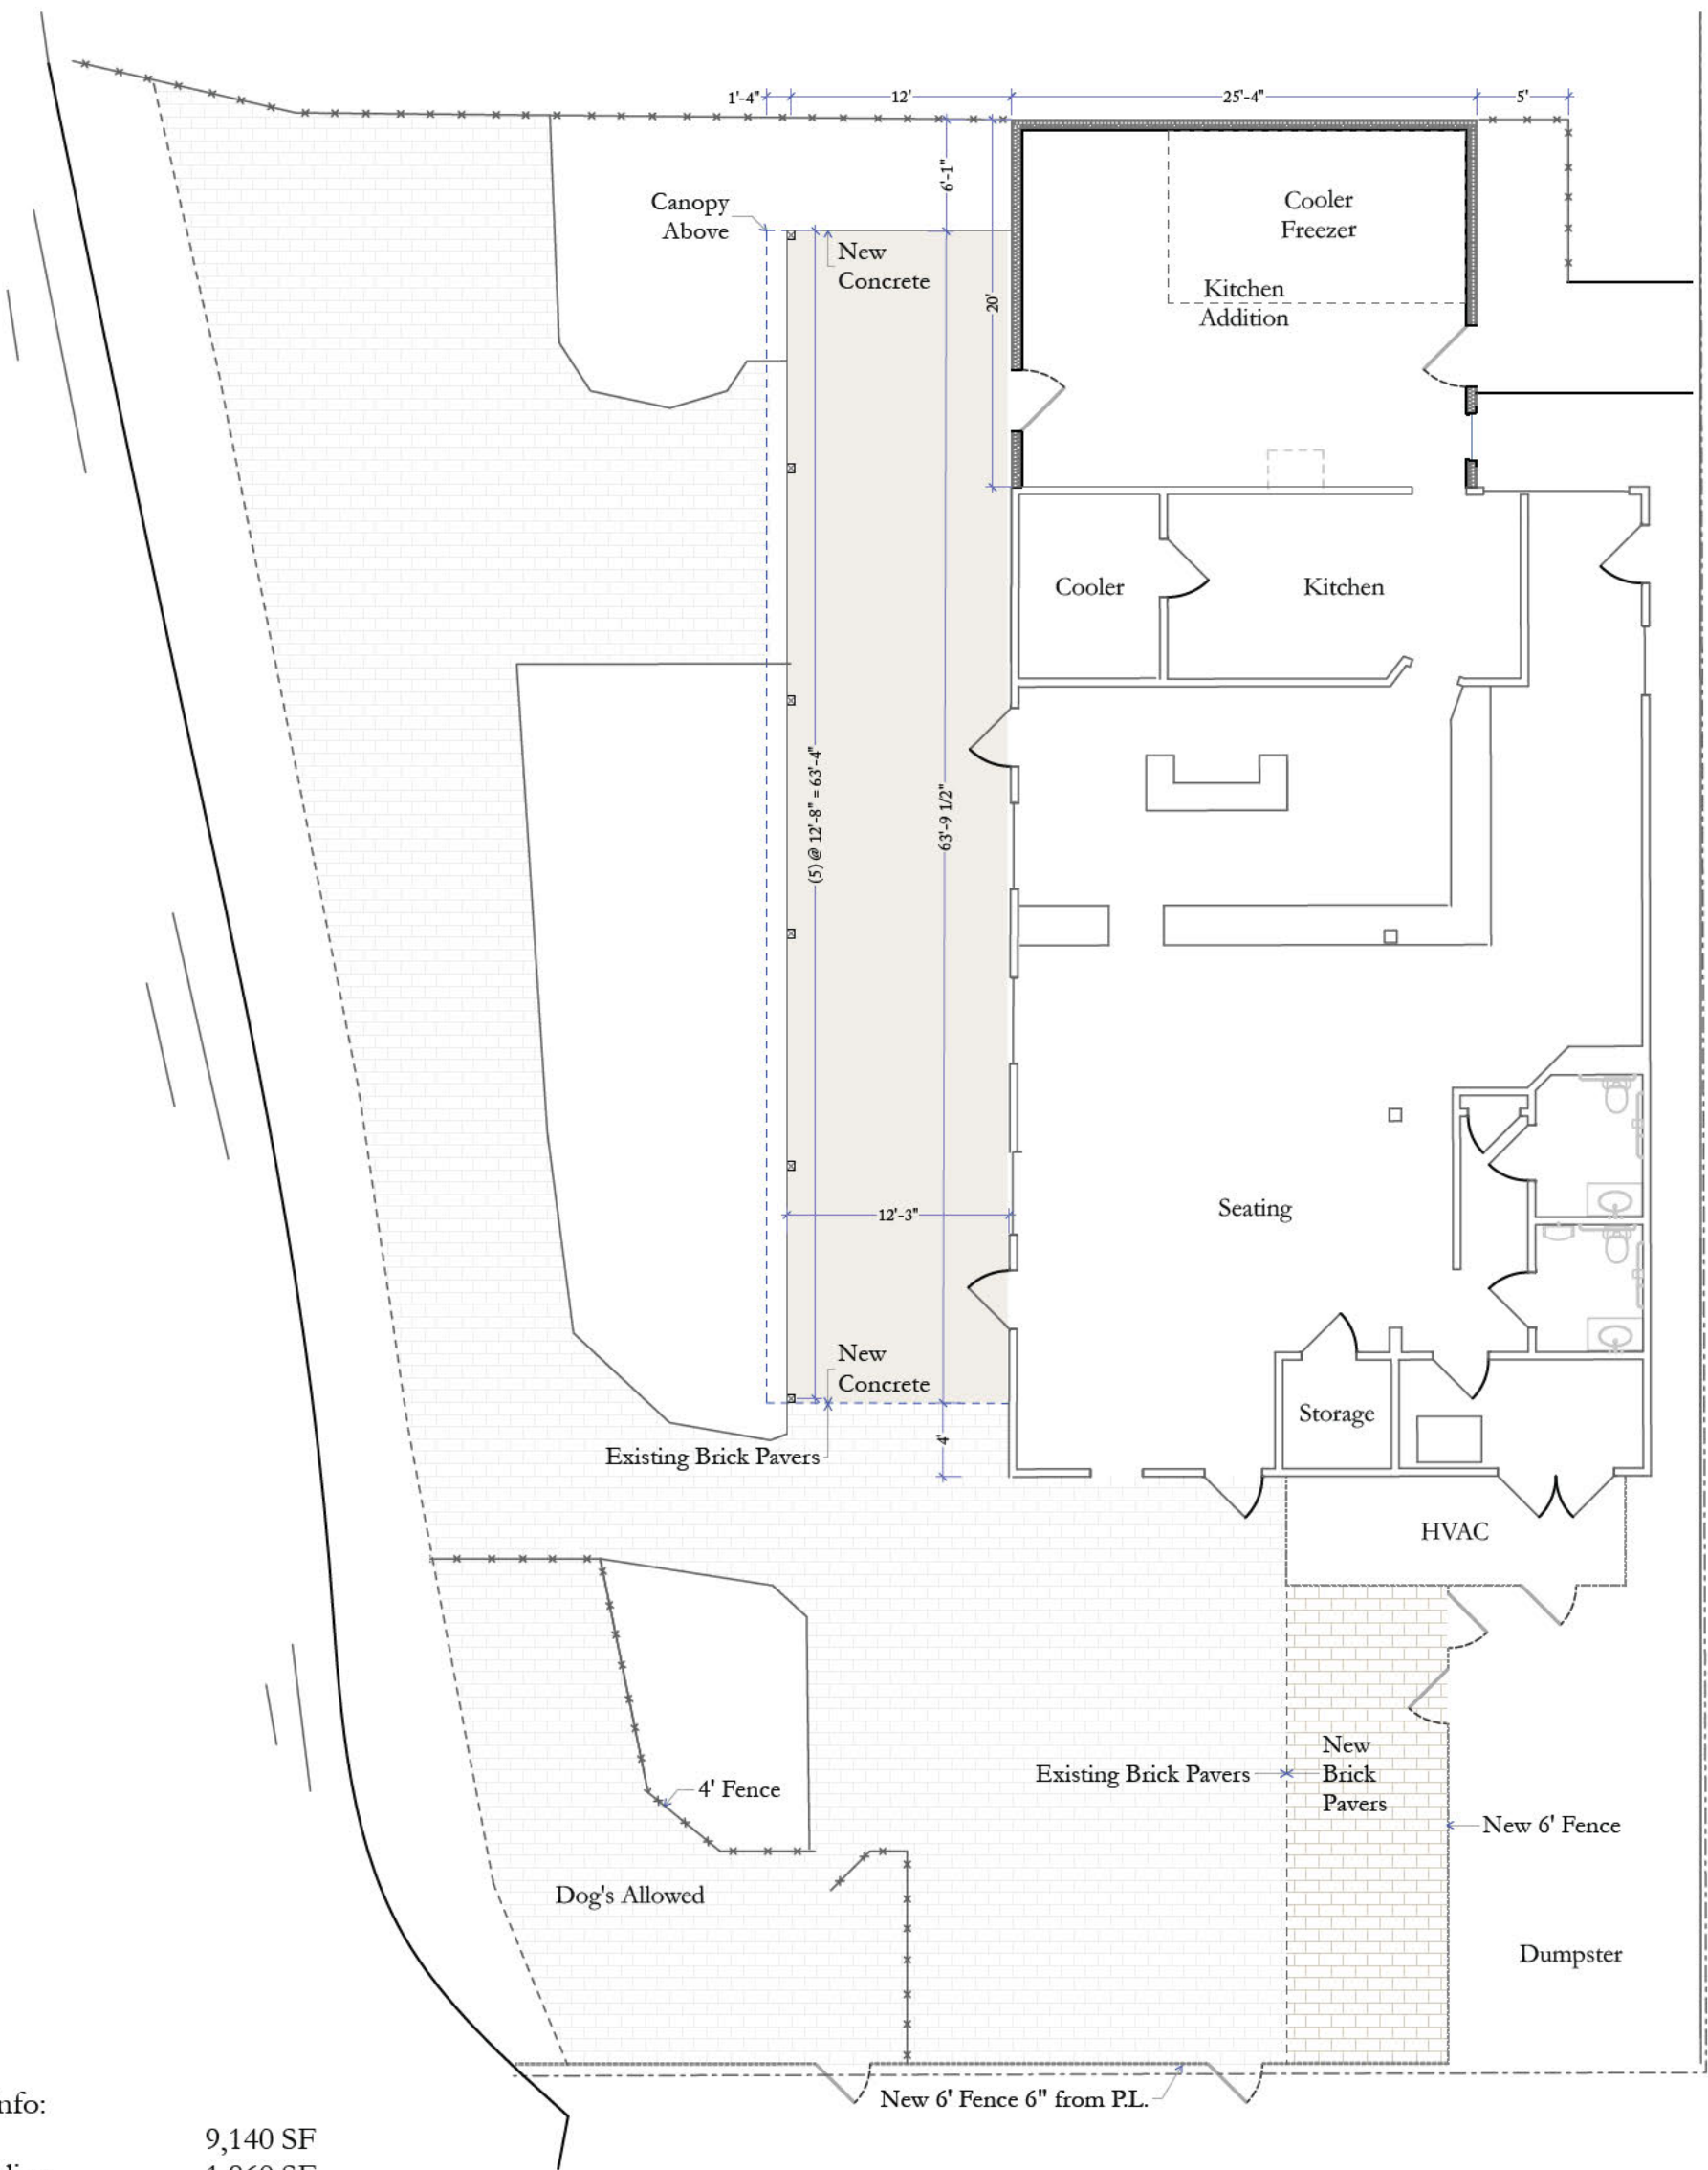 1'-4"
12'
25'-4"
5'
6'-1"
Canopy
Above
New
Concrete
20'
Cooler
Freezer
Kitchen
Addition
Cooler
Kitchen
(5) @ 12'-8" = 63'-4"
63'-9 1/2"
12'-3"
Seating
New
Concrete
Storage
4'
Existing Brick Pavers
HVAC
Existing Brick Pavers
New
Brick
Pavers
4' Fence
New 6' Fence
Dog's Allowed
Dumpster
New 6' Fence 6" from P.L.
nfo:
9,140 SF